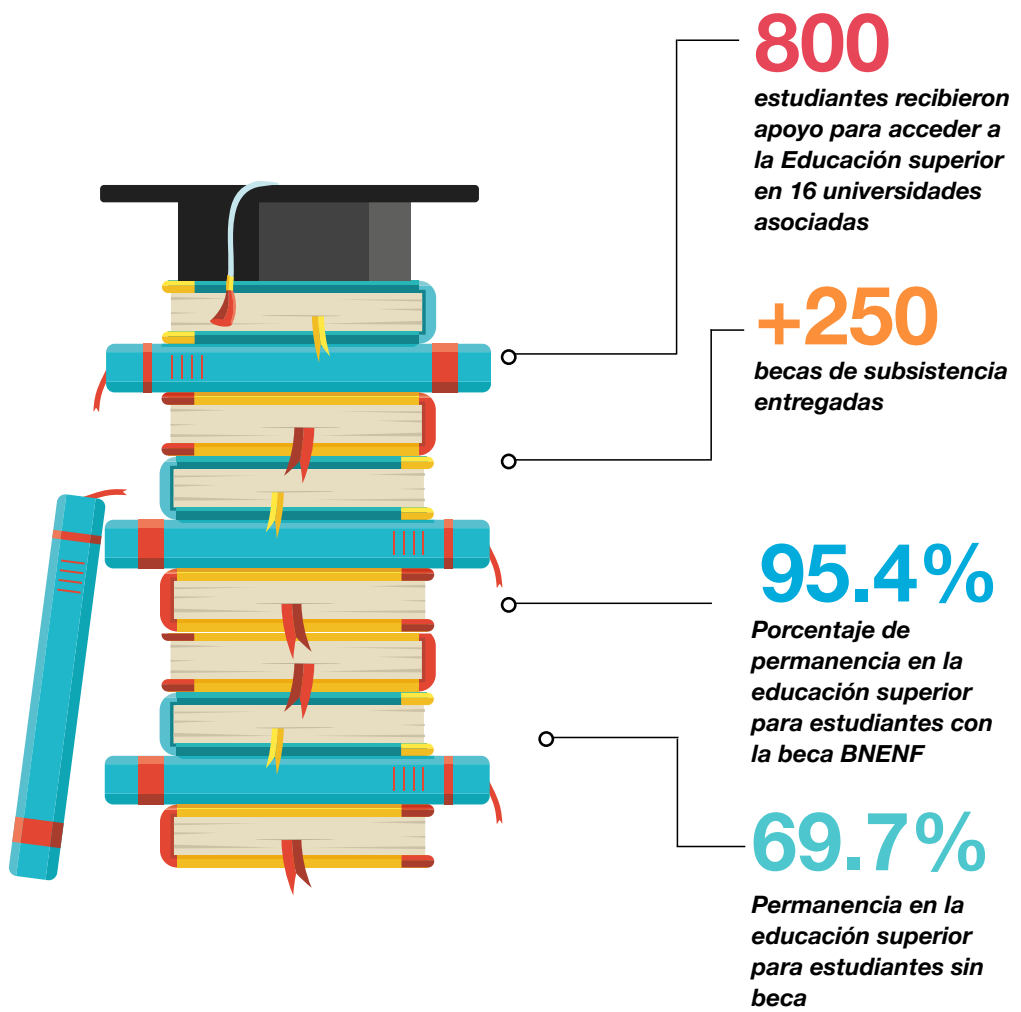 800
estudiantes recibieron
apoyo para acceder a
la Educación superior
en 16 universidades
asociadas
+250
becas de subsistencia
entregadas
95.4%
Porcentaje de
permanencia en la
educación superior
para estudiantes con
la beca BNENF
69.7%
Permanencia en la
educación superior
para estudiantes sin
beca